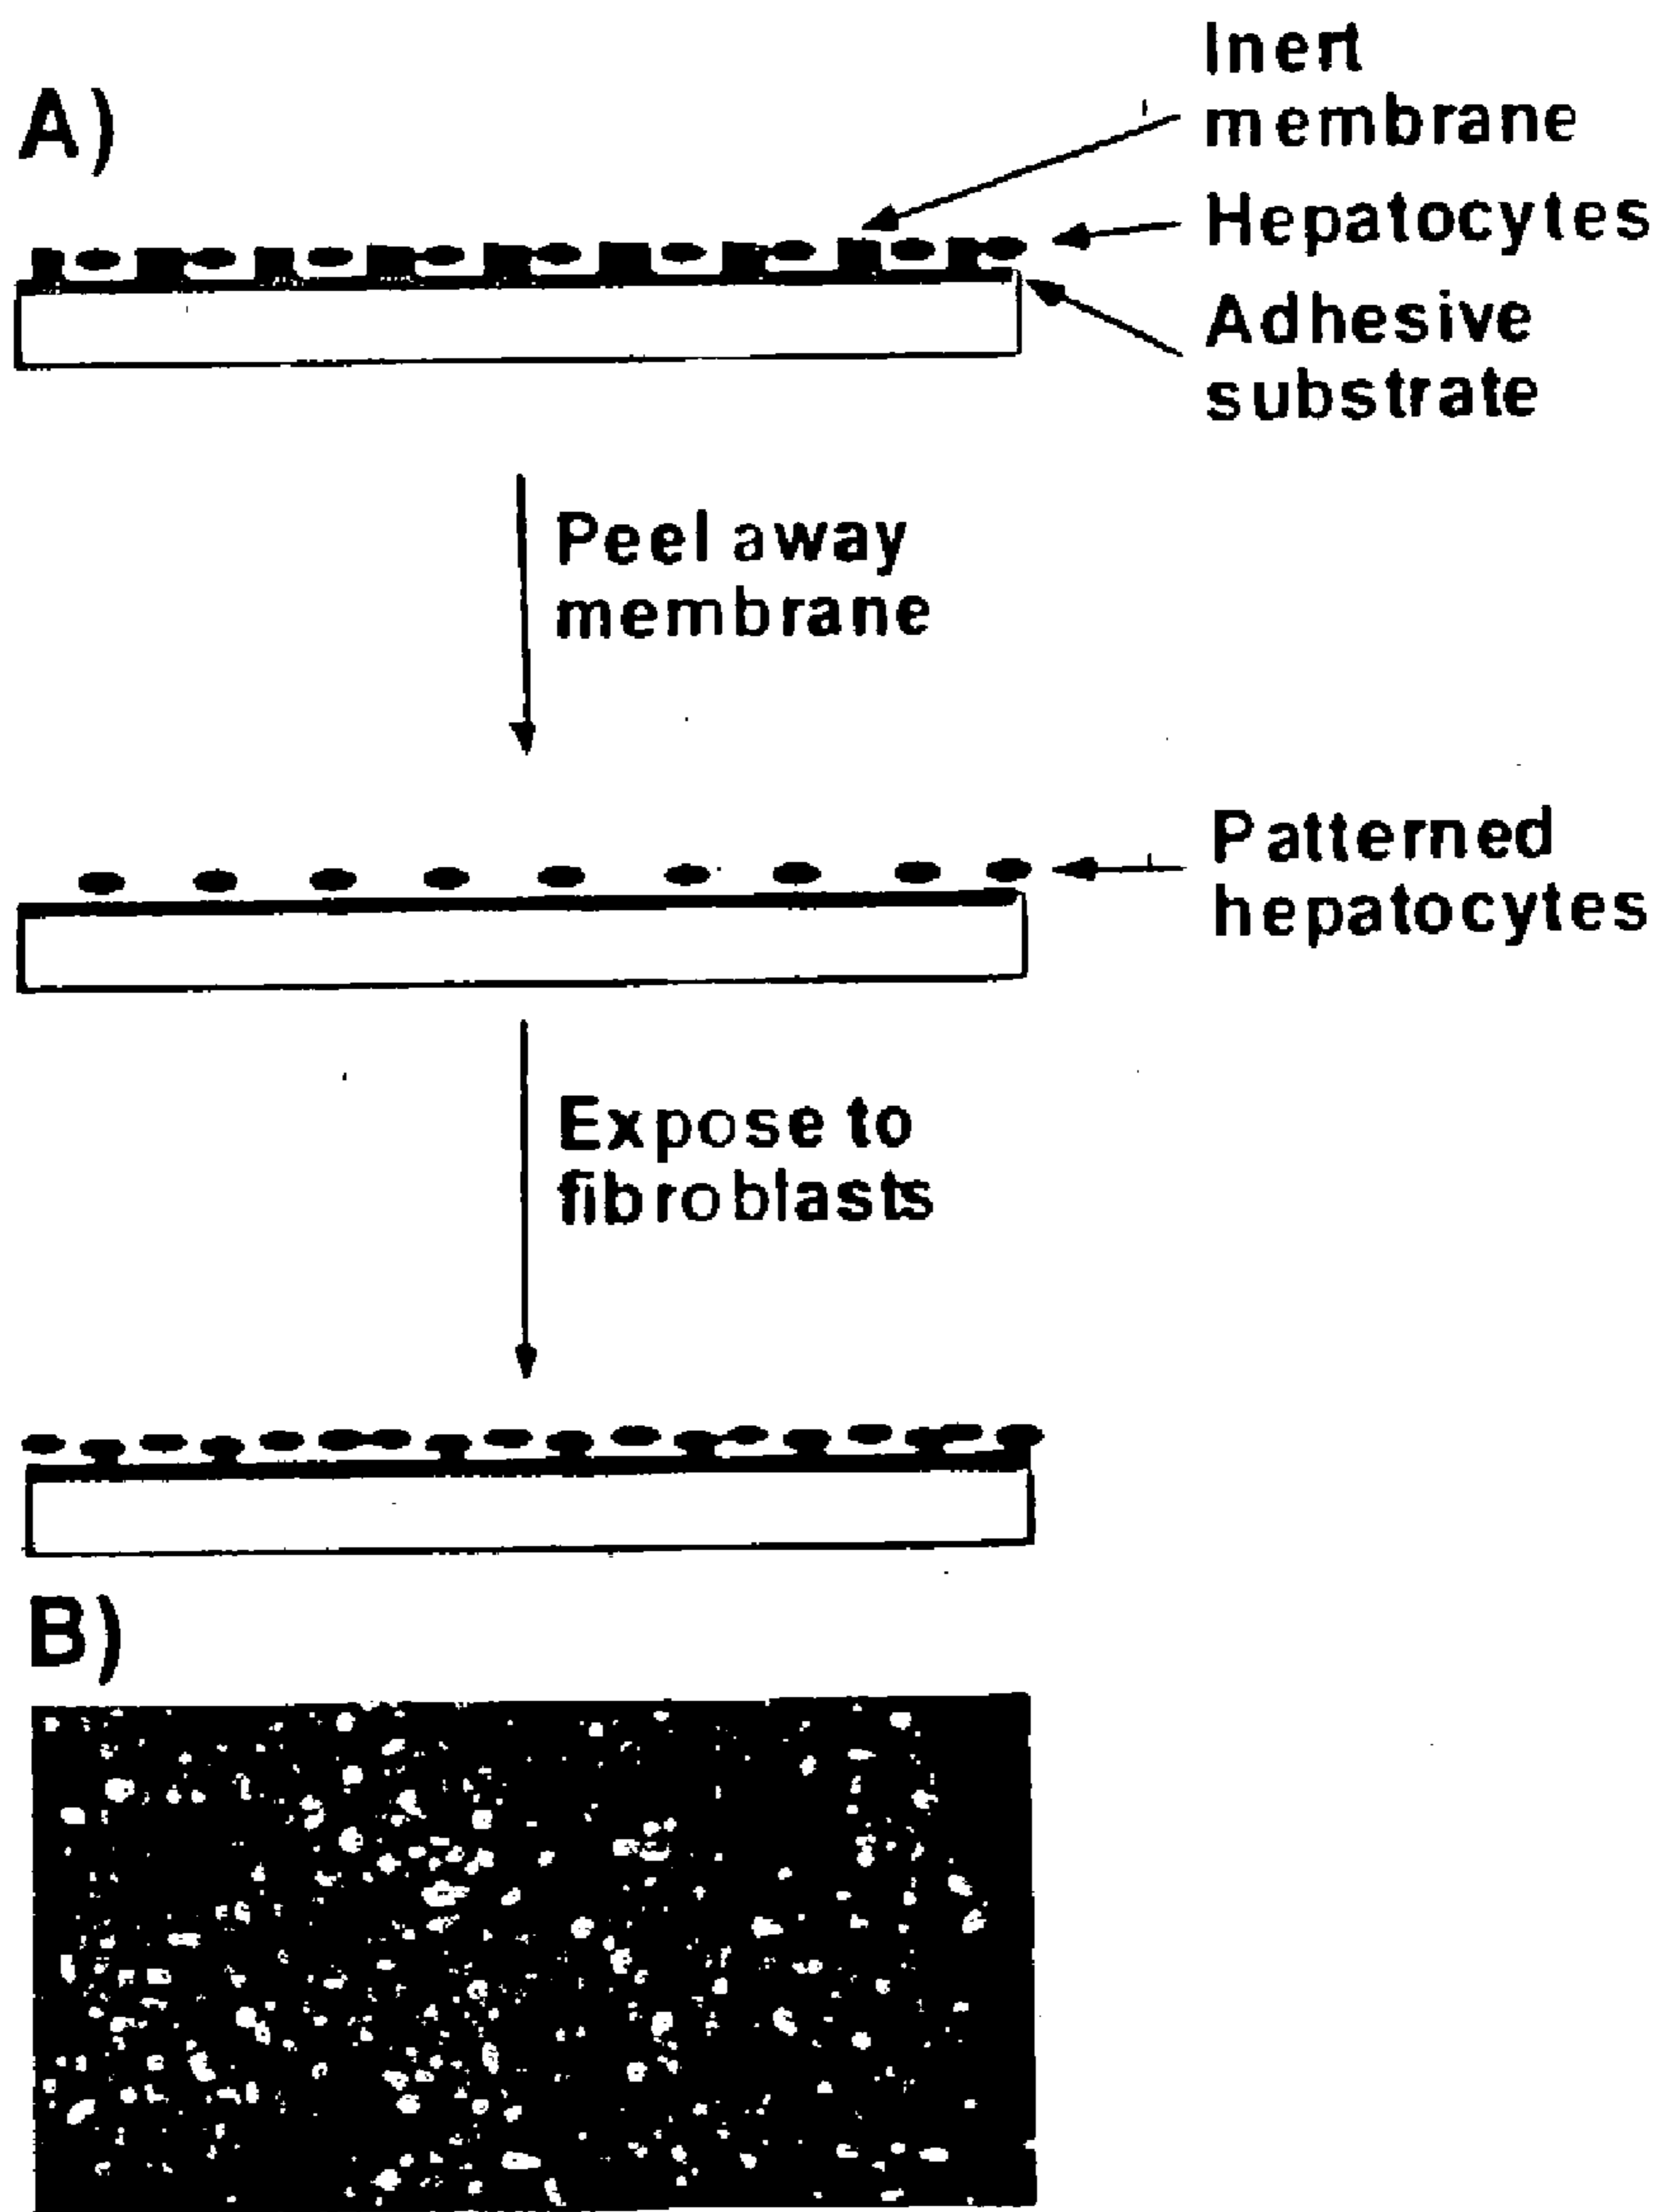 A)
Inert
membrane
Hepatocytes
Adhesive
substrate
Peel away
membrane
Patterned
hepatocytes
Expose to
fibroblasts
B)